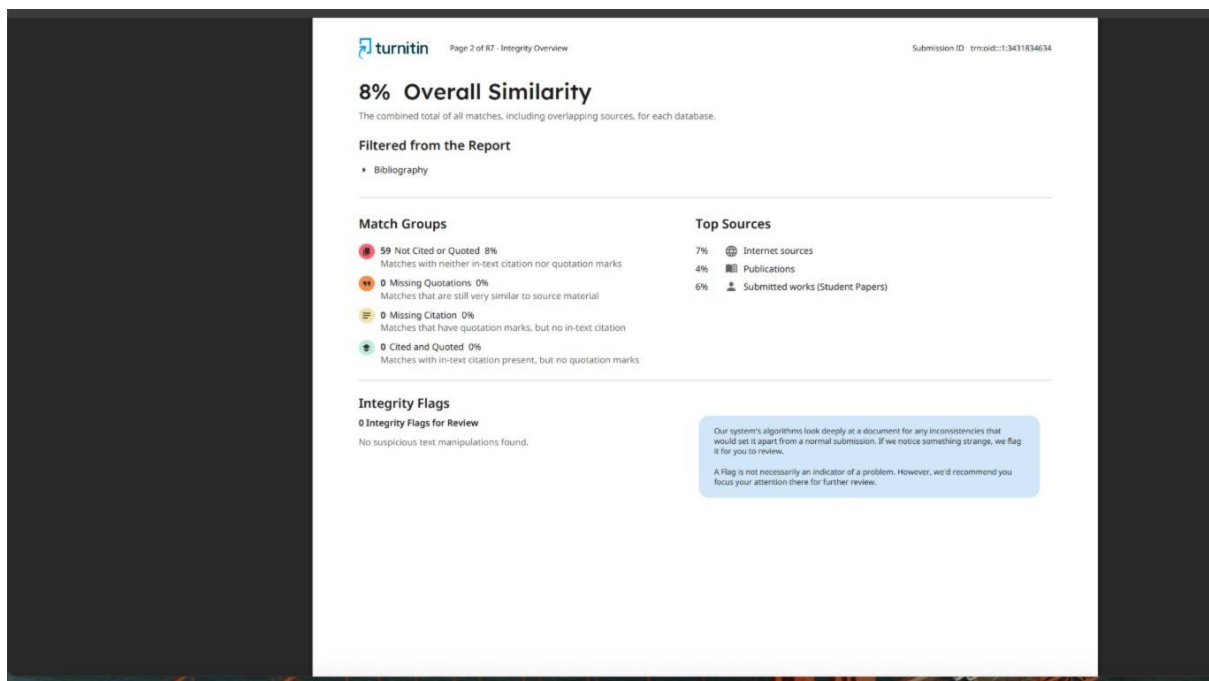 turnitin Page 2 of 87 - Integrity Overview Submission ID trn:oid:::1:3431834634
8% Overall Similarity
The combined total of all matches, including overlapping sources, for each database.
Filtered from the Report
Bibliography
Match Groups
59 Not Cited or Quoted 8%
Matches with neither in-text citation nor quotation marks
0 Missing Quotations 0%
Matches that are still very similar to source material
0 Missing Citation 0%
Matches that have quotation marks, but no in-text citation
0 Cited and Quoted 0%
Matches with in-text citation present, but no quotation marks
Top Sources
7% Internet sources
4% Publications
6% Submitted works (Student Papers)
Integrity Flags
0 Integrity Flags for Review
No suspicious text manipulations found.
Our system's algorithms look deeply at a document for any inconsistencies that
would set it apart from a normal submission. If we notice something strange, we flag
it for you to review.
A Flag is not necessarily an indicator of a problem. However, we'd recommend you
focus your attention there for further review.